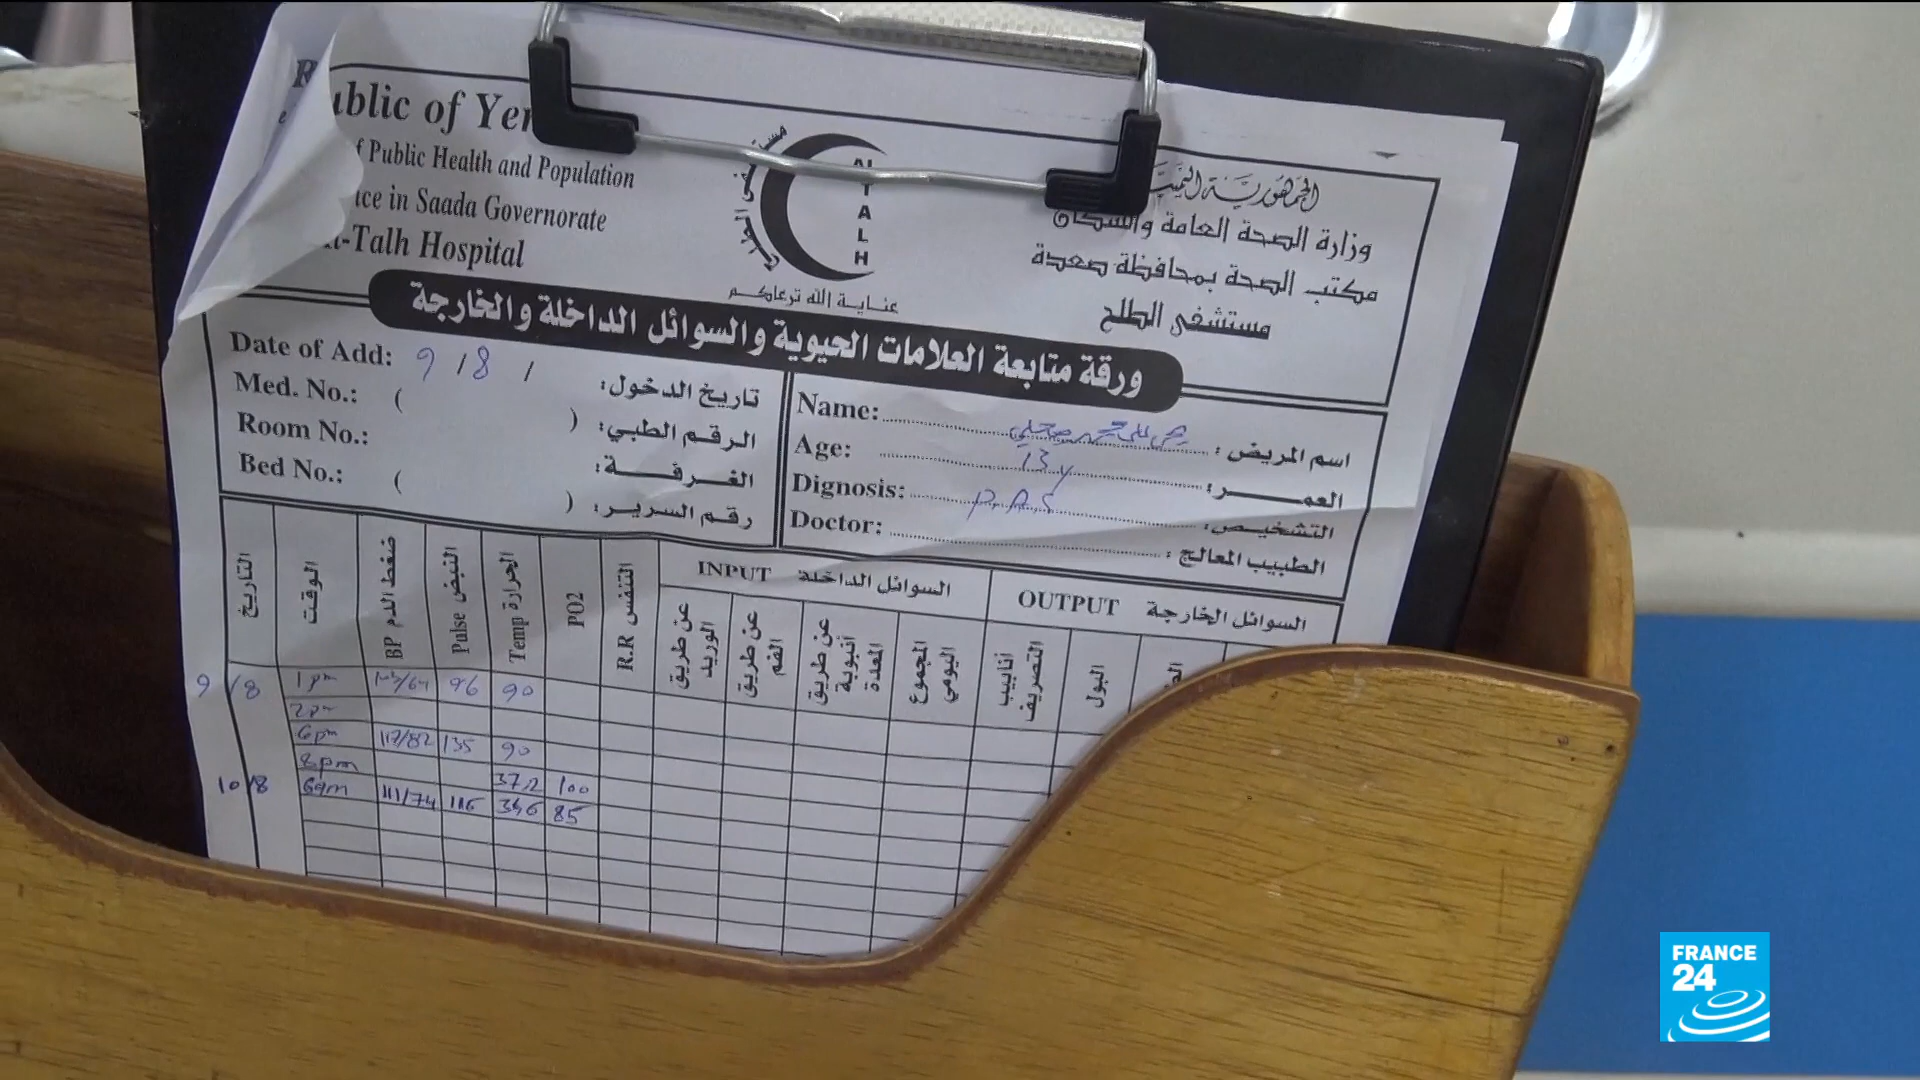 ublic of Yem
f Public Health and Population
ice in Saada Governorate
-Talh Hospital
AL TALH
عناية الله ترعاكم
الجمهورية اليمنية
وزارة الصحة العامة والسكان
مكتب الصحة بمحافظة صعدة
مستشفى الطلح
ورقة متابعة العلامات الحيوية والسوائل الداخلة والخارجة
Date of Add: 9 / 8 / تاريخ الدخول:
Med. No.: ( ) الرقم الطبي:
Room No.: الغرفة:
Bed No.: ( ) رقم السرير:
Name: اسم المريض:
Age: 13 y العمر:
Dignosis: التشخيص:
Doctor: الطبيب المعالج:
INPUT السوائل الداخلة
OUTPUT السوائل الخارجة
التاريخ
الوقت
ضغط الدم BP
النبض Pulse
الحرارة Temp
PO2
التنفس R.R
عن طريق الوريد
عن طريق الفم
عن طريق أنبوبة المعدة
المجموع اليومي
أنابيب التصريف
البول
9/8 1pm 96 90
2pm
6pm 117/82 135 90
8pm 37,2 100
10/8 6am 111/74 116 85
FRANCE
24